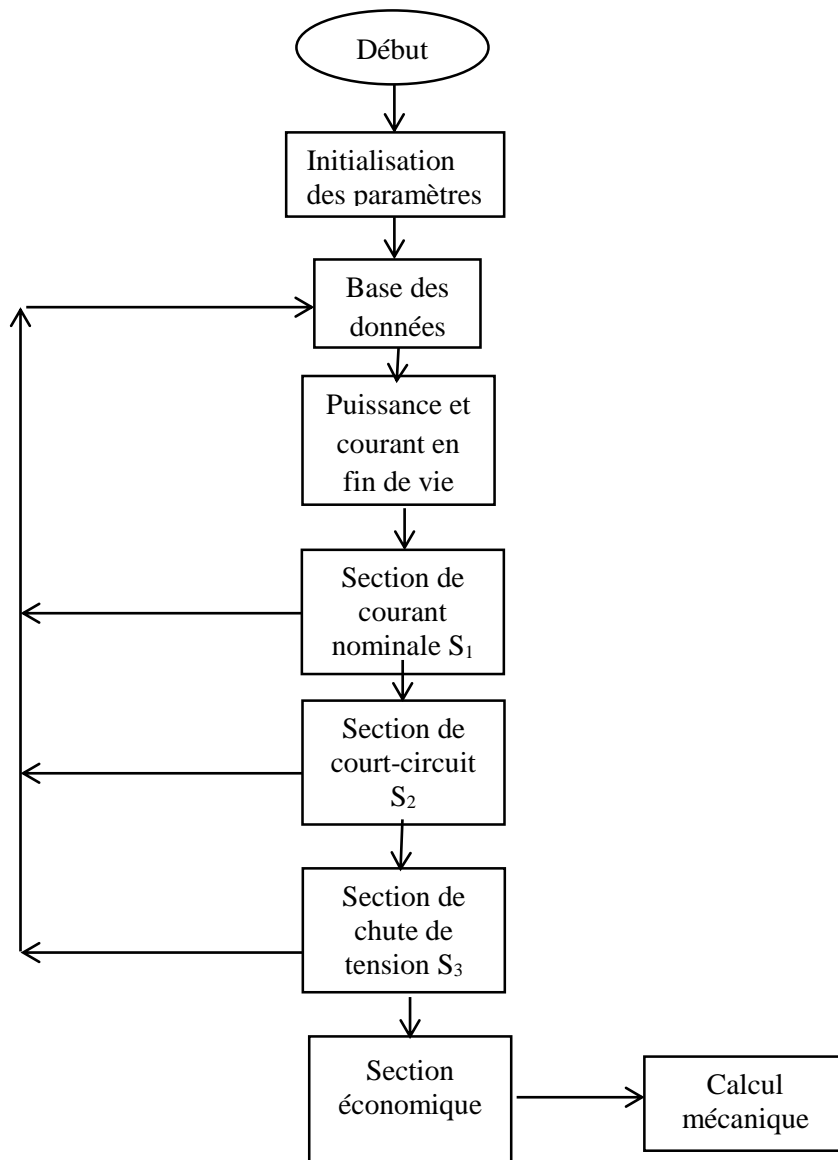 Début
Initialisation
des paramètres
Base des
données
Puissance et
courant en
fin de vie
Section de
courant
nominale S₁
Section de
court-circuit
S₂
Section de
chute de
tension S₃
Section
économique
Calcul
mécanique